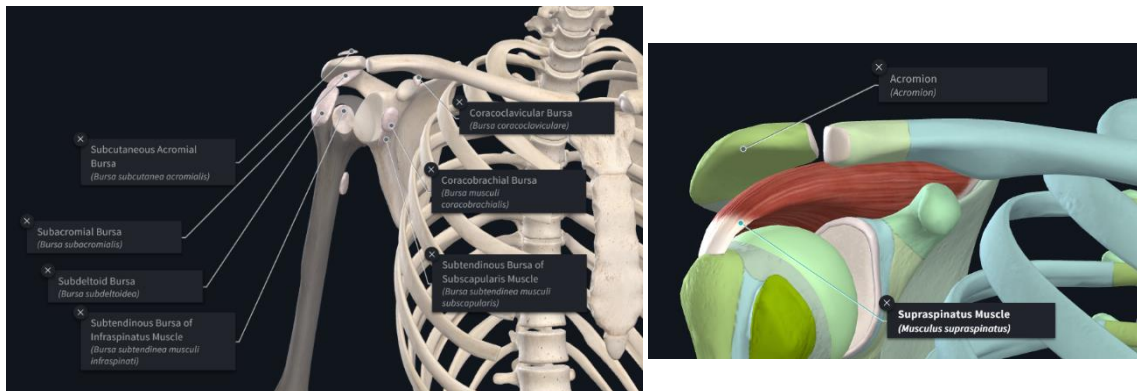 Subcutaneous Acromial
Bursa
(Bursa subcutanea acromialis)
Subacromial Bursa
(Bursa subacromialis)
Subdeltoid Bursa
(Bursa subdeltoidea)
Subtendinous Bursa of
Infraspinatus Muscle
(Bursa subtendinea musculi
infraspinati)
Coracoclavicular Bursa
(Bursa coracoclaviculare)
Coracobrachial Bursa
(Bursa musculi
coracobrachialis)
Subtendinous Bursa of
Subscapularis Muscle
(Bursa subtendinea musculi
subscapularis)
Acromion
(Acromion)
Supraspinatus Muscle
(Musculus supraspinatus)